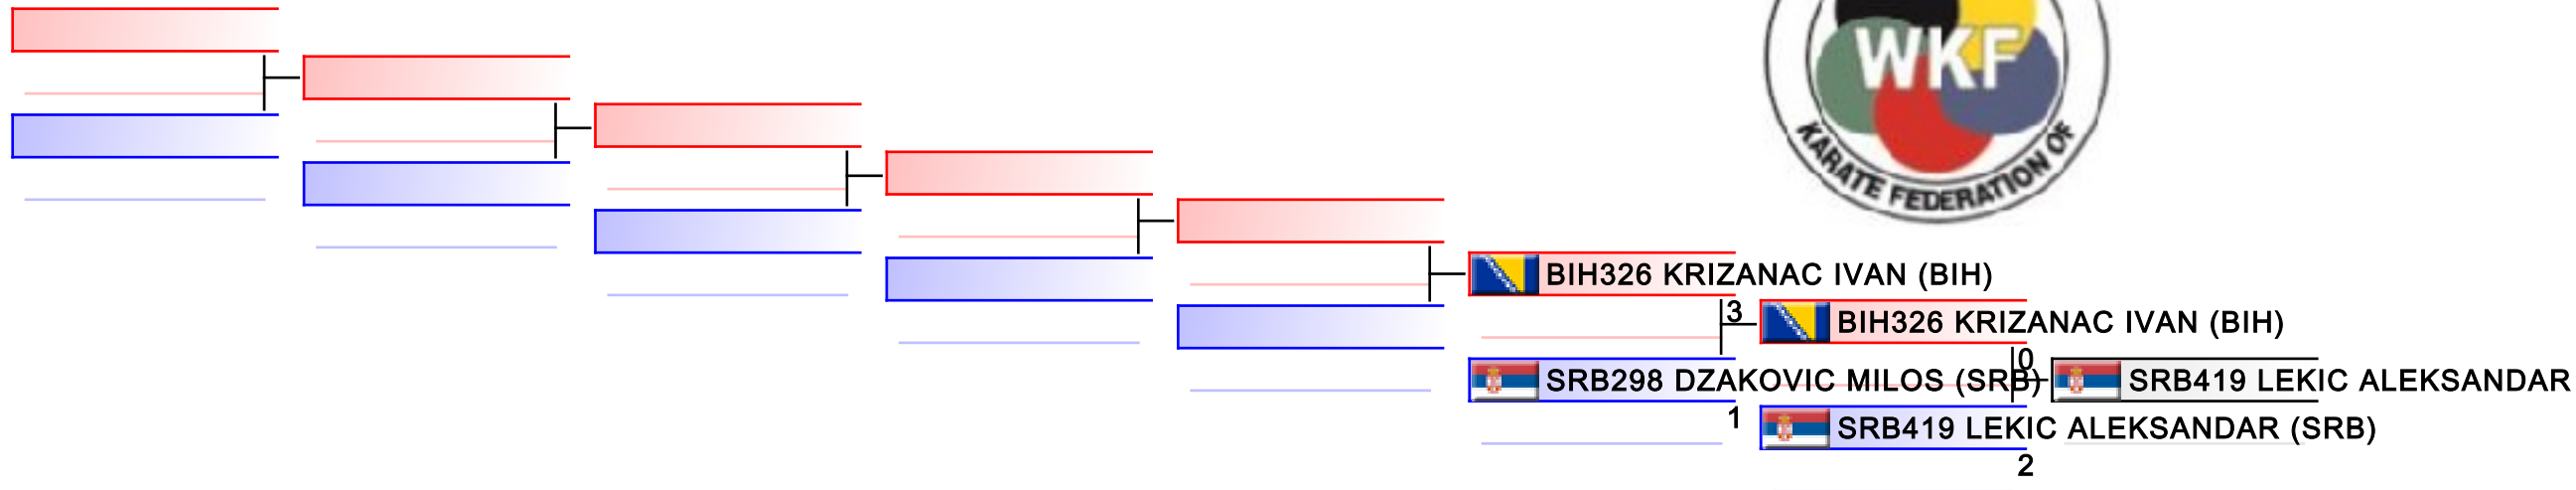 WKF
KARATE FEDERATION OF
BIH326 KRIZANAC IVAN (BIH)
3
BIH326 KRIZANAC IVAN (BIH)
0
SRB298 DZAKOVIC MILOS (SRB)
SRB419 LEKIC ALEKSANDAR
1
SRB419 LEKIC ALEKSANDAR (SRB)
2